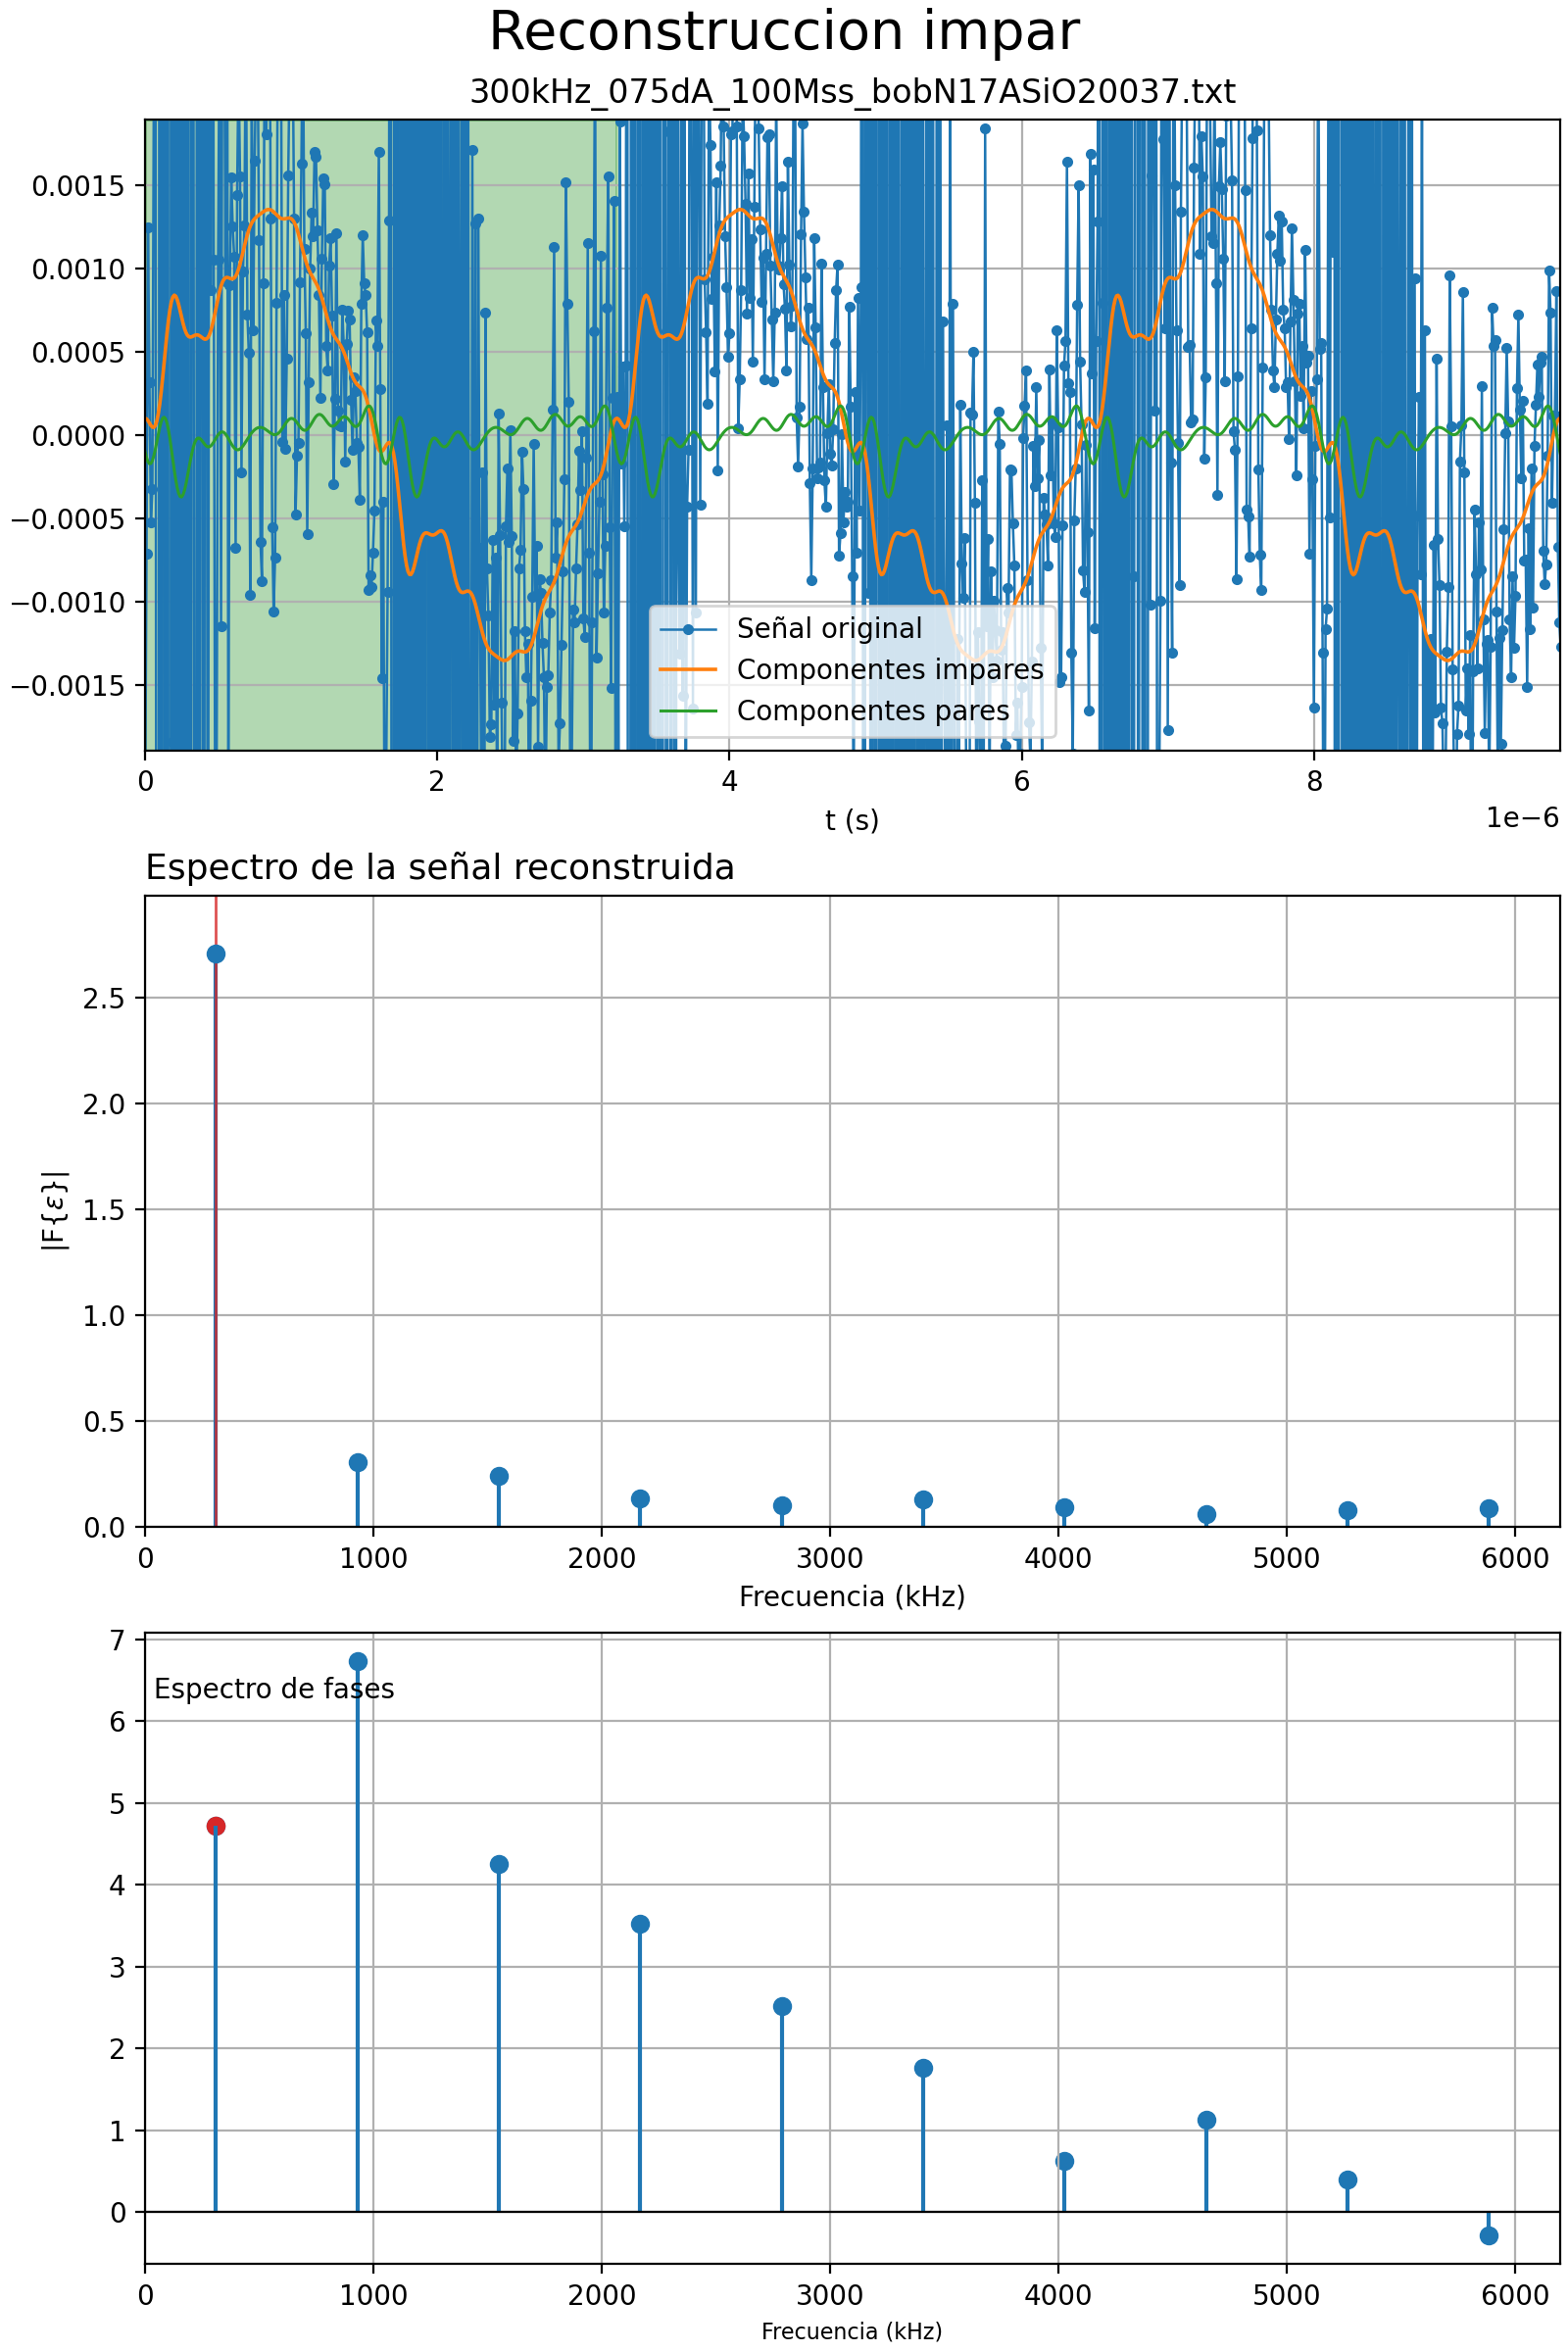 Reconstruccion impar
300kHz_075dA_100Mss_bobN17ASiO20037.txt
0.0015
0.0010
0.0005
0.0000
−0.0005
−0.0010
−0.0015
Señal original
Componentes impares
Componentes pares
0 2 4 6 8
t (s)
1e−6
Espectro de la señal reconstruida
2.5
2.0
1.5
1.0
0.5
0.0
|F{ε}|
0 1000 2000 3000 4000 5000 6000
Frecuencia (kHz)
7
Espectro de fases
6
5
4
3
2
1
0
0 1000 2000 3000 4000 5000 6000
Frecuencia (kHz)